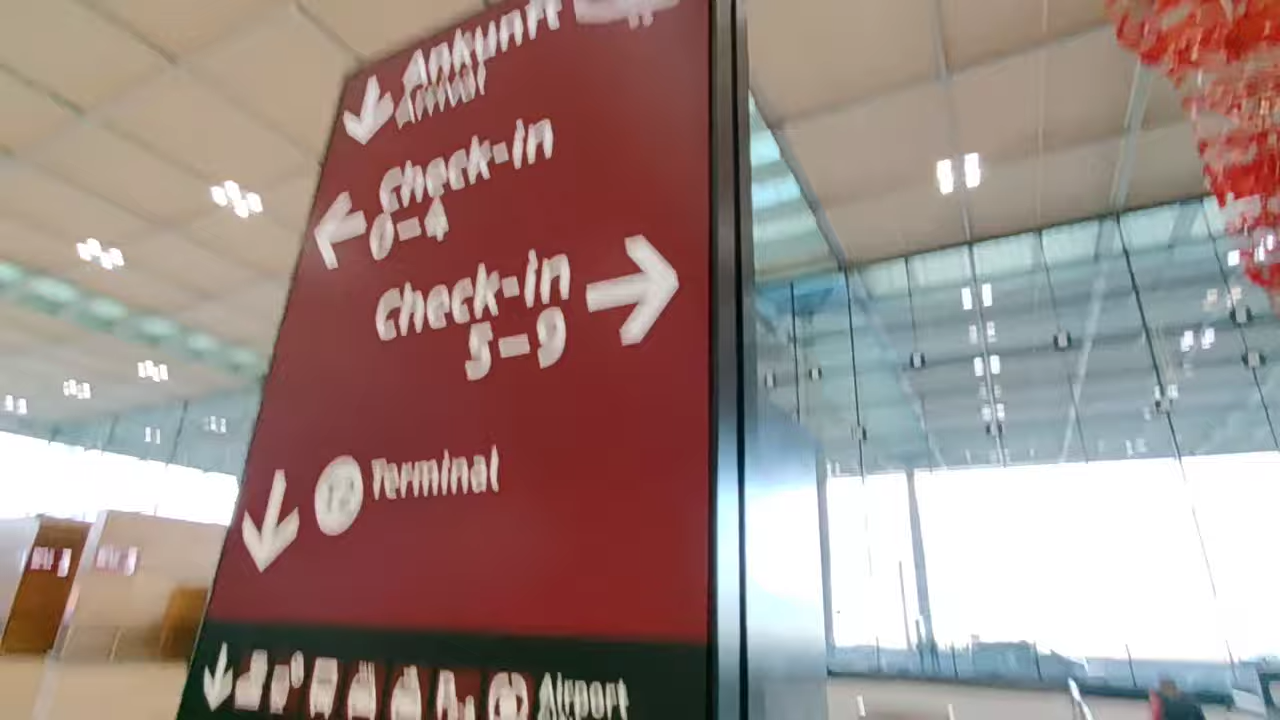 Ankunft
Arrival
Check-in
0–4
Check-in
5–9
Terminal
Airport